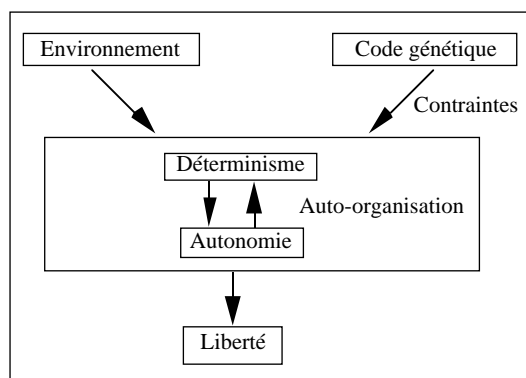 Environnement
Code génétique
Contraintes
Déterminisme
Auto-organisation
Autonomie
Liberté